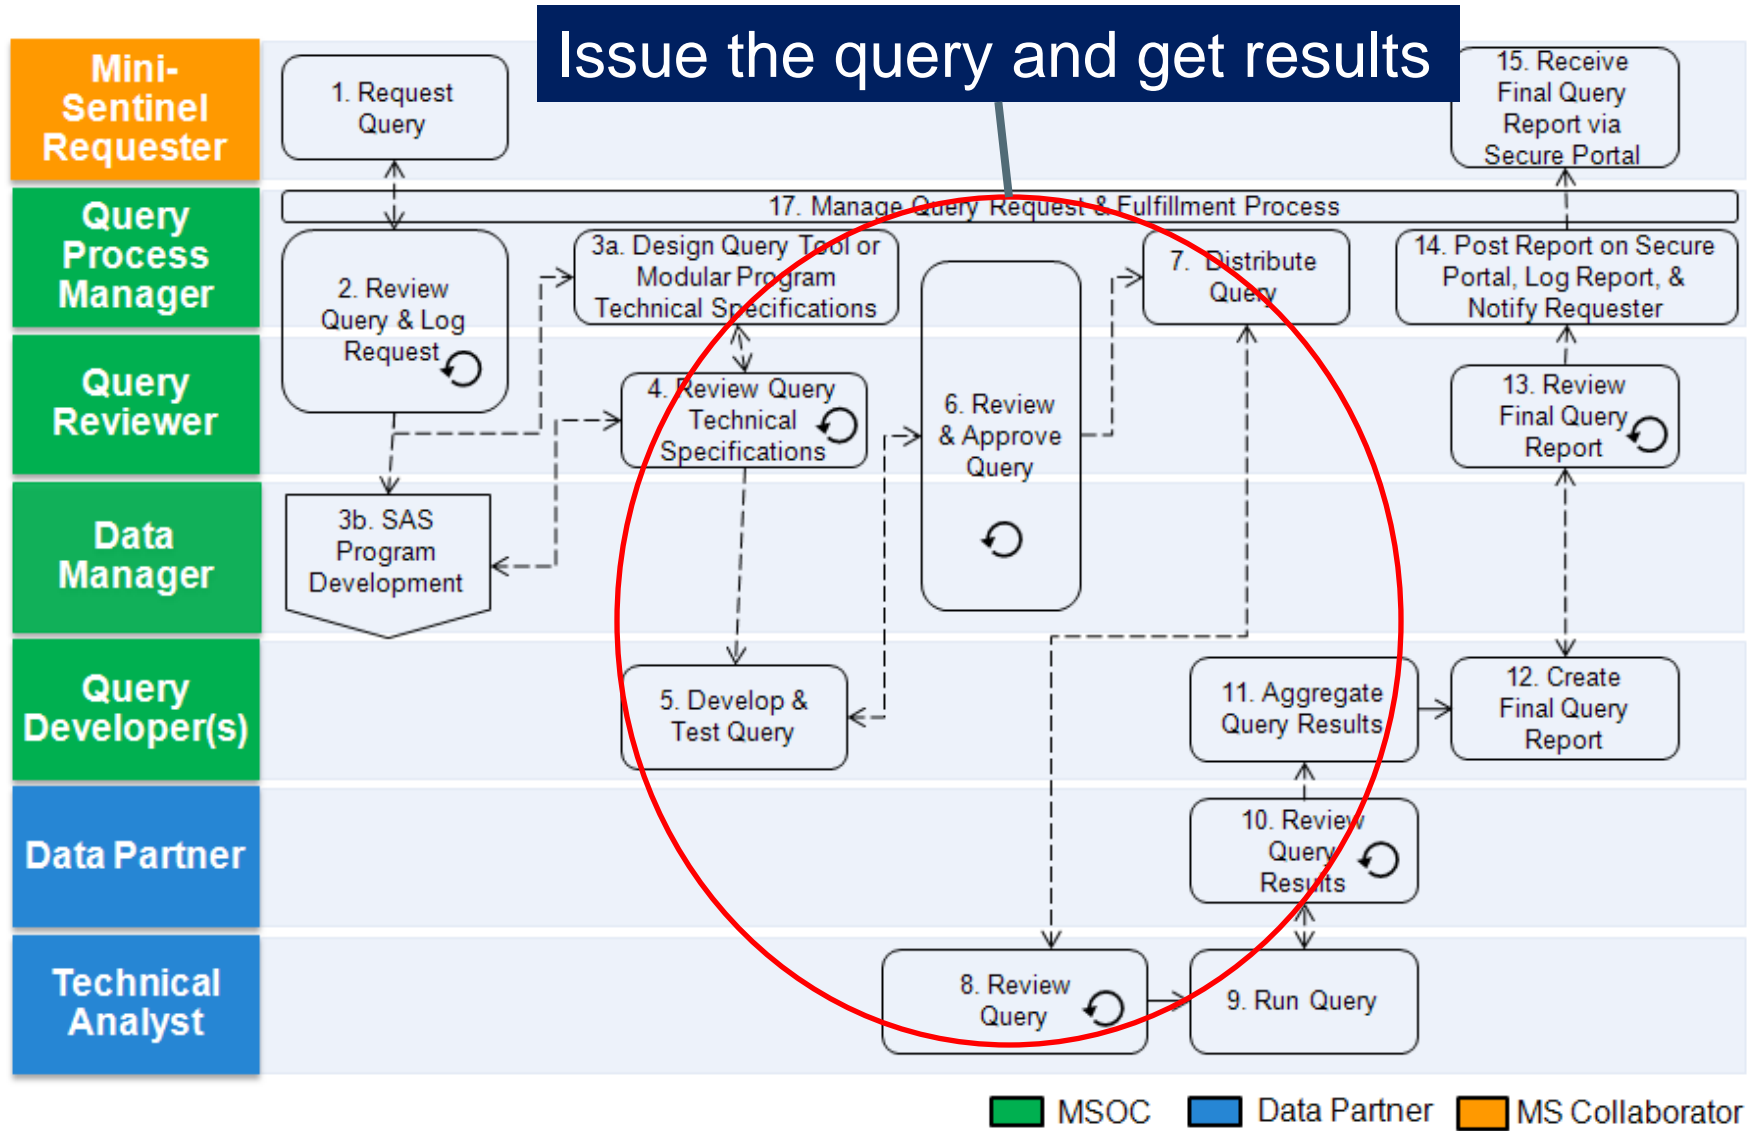 Issue the query and get results
Mini-
Sentinel
Requester
1. Request
Query
15. Receive
Final Query
Report via
Secure Portal
Query
Process
Manager
17. Manage Query Request & Fulfillment Process
2. Review
Query & Log
Request
3a. Design Query Tool or
Modular Program
Technical Specifications
7. Distribute
Query
14. Post Report on Secure
Portal, Log Report, &
Notify Requester
Query
Reviewer
4. Review Query
Technical
Specifications
6. Review
& Approve
Query
13. Review
Final Query
Report
Data
Manager
3b. SAS
Program
Development
Query
Developer(s)
5. Develop &
Test Query
11. Aggregate
Query Results
12. Create
Final Query
Report
Data Partner
10. Review
Query
Results
Technical
Analyst
8. Review
Query
9. Run Query
MSOC
Data Partner
MS Collaborator